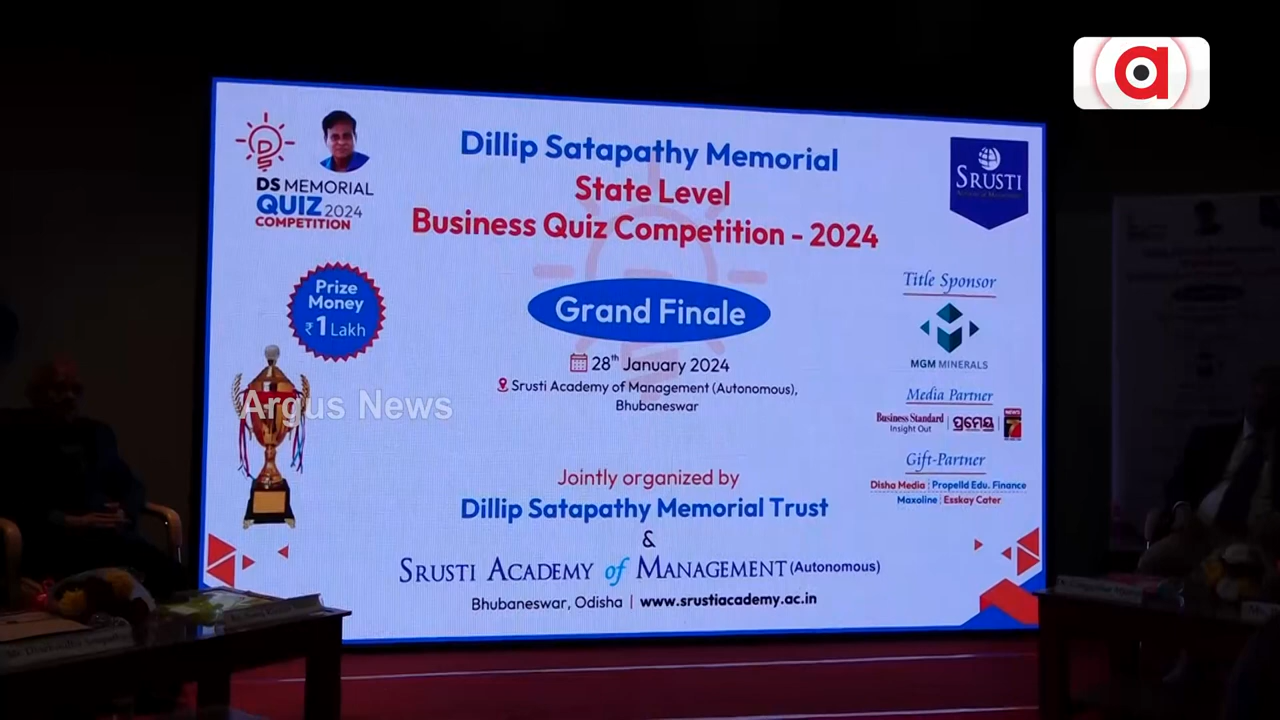 a
DS MEMORIAL
QUIZ 2024
COMPETITION
Dillip Satapathy Memorial
State Level
Business Quiz Competition - 2024
SRUSTI
Prize
Money
₹ 1 Lakh
Grand Finale
28th January 2024
Srusti Academy of Management (Autonomous),
Bhubaneswar
Title Sponsor
MGM MINERALS
Media Partner
Business Standard
Insight Out
ପ୍ରମେୟ
NEWS
7
Gift-Partner
Disha Media | Propelld Edu. Finance
Maxoline | Esskay Cater
Argus News
Jointly organized by
Dillip Satapathy Memorial Trust
&
SRUSTI ACADEMY of MANAGEMENT (Autonomous)
Bhubaneswar, Odisha | www.srustiacademy.ac.in